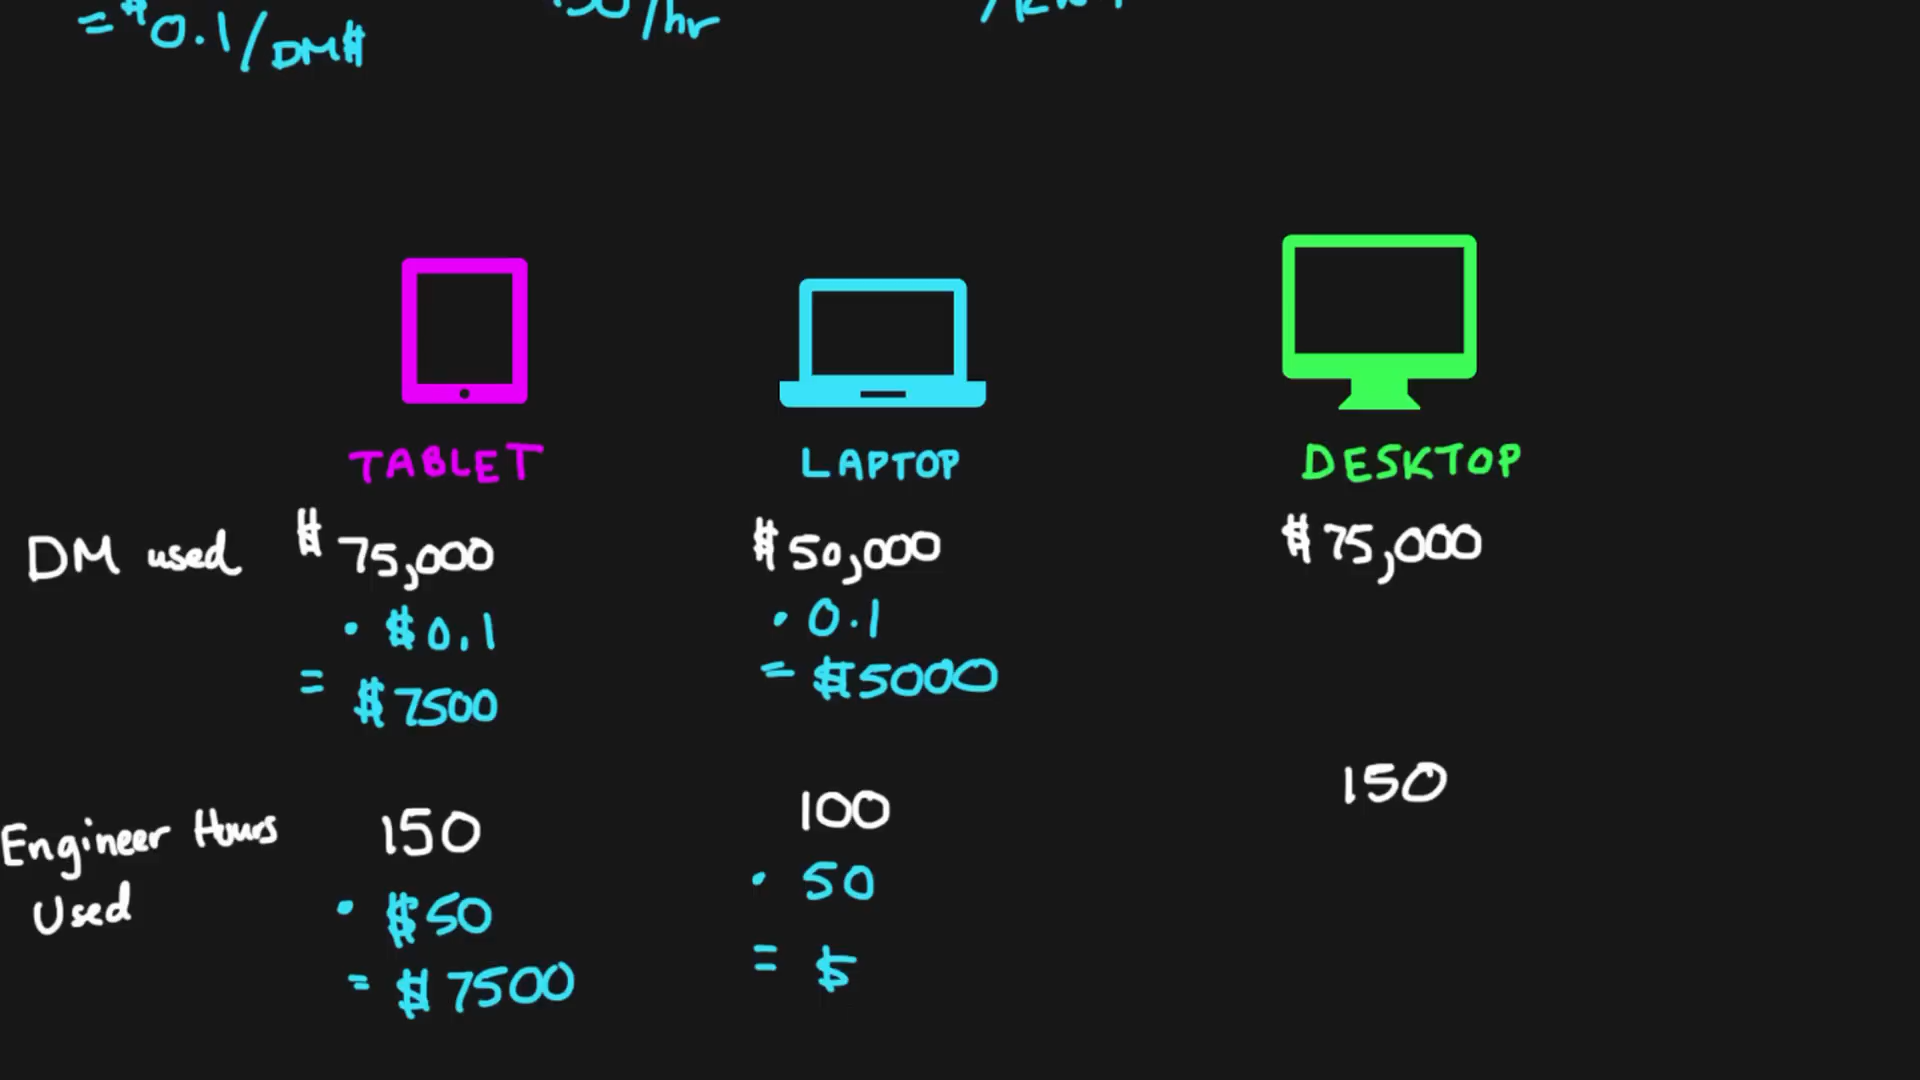 = $0.1/DM$
/hr
TABLET LAPTOP DESKTOP
DM used $75,000 $50,000 $75,000
· $0.1 · 0.1
= $7500 = $5000
Engineer Hours 150 100 150
Used · $50 · 50
= $7500 = $